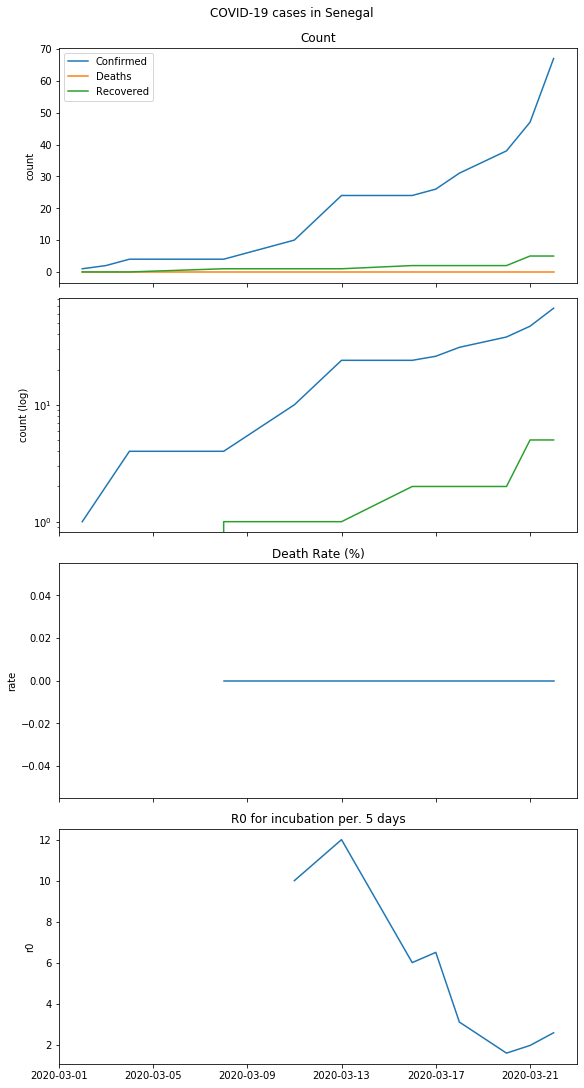 COVID-19 cases in Senegal
Count
70
60
50
40
30
20
10
0
count
Confirmed
Deaths
Recovered
10¹
10⁰
count (log)
Death Rate (%)
0.04
0.02
0.00
−0.02
−0.04
rate
R0 for incubation per. 5 days
12
10
8
6
4
2
r0
2020-03-01 2020-03-05 2020-03-09 2020-03-13 2020-03-17 2020-03-21